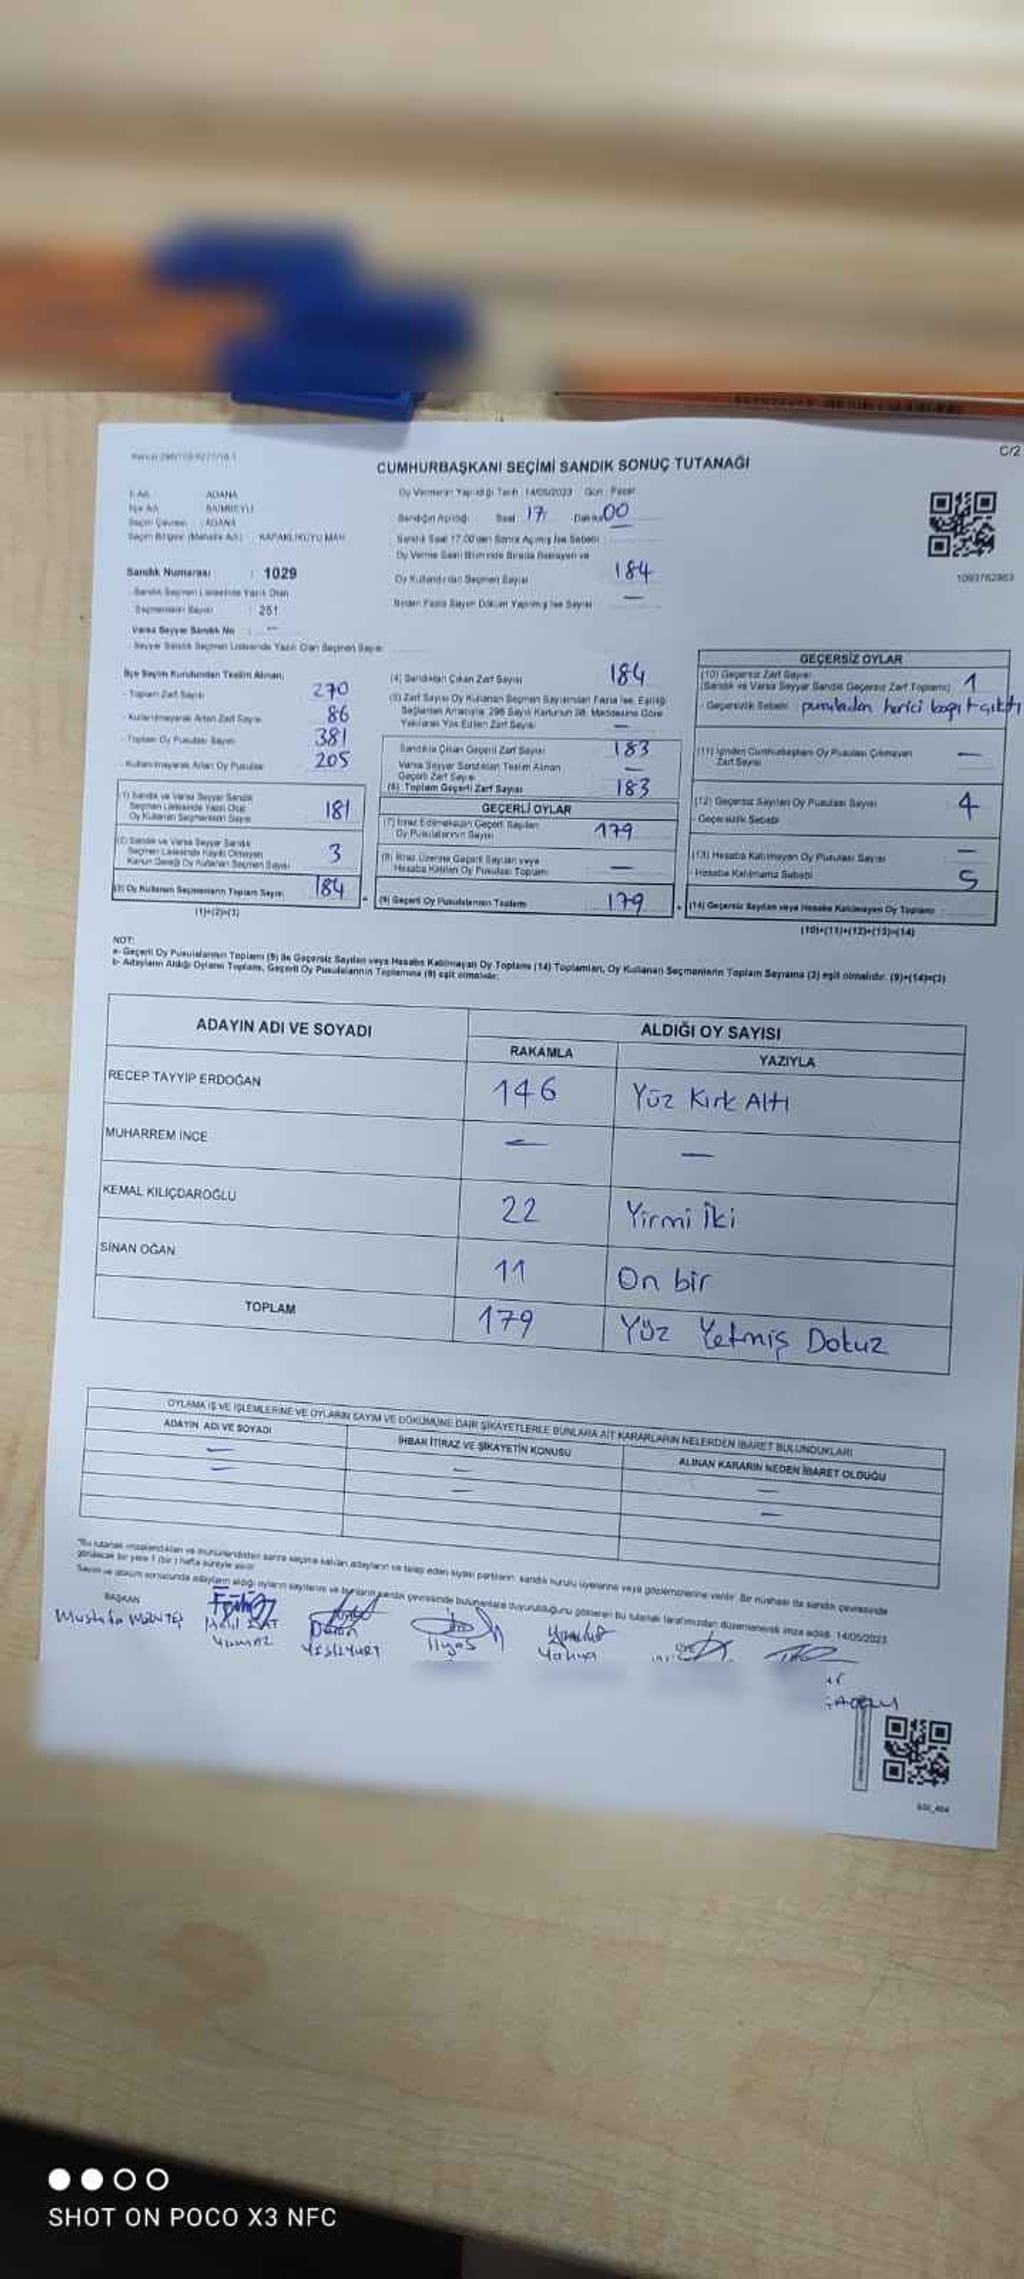 C/2
CUMHURBAŞKANI SEÇİMİ SANDIK SONUÇ TUTANAĞI
İl Adı : ADANA
İlçe Adı : SAİMBEYLİ
Seçim Çevresi : ADANA
Seçim Bölgesi (Mahalle Adı) : KAPAKLIKUYU MAH.
Sandık Numarası : 1029
Sandık Seçmen Listesinde Yazılı Olan
Seçmenlerin Sayısı : 251
Varsa Seyyar Sandık No : —
Seyyar Sandık Seçmen Listesinde Yazılı Olan Seçmen Sayısı
Oy Vermenin Yapıldığı Tarih : 14/05/2023 Gün : Pazar
Sandığın Açıldığı Saat 17 Dakika 00
Sandık Saat 17.00'den Sonra Açılmış İse Sebebi
Oy Verme Saati Bitiminde Sırada Bekleyen ve
Oy Kullandırılan Seçmen Sayısı 184
Birden Fazla Sayım Döküm Yapılmış İse Sayısı —
1093762863
İlçe Seçim Kurulundan Teslim Alınan;
- Toplam Zarf Sayısı 270
- Kullanılmayarak Artan Zarf Sayısı 86
- Toplam Oy Pusulası Sayısı 381
- Kullanılmayarak Artan Oy Pusulası 205
(1) Sandık ve Varsa Seyyar Sandık
Seçmen Listesinde Yazılı Olup
Oy Kullanan Seçmenlerin Sayısı 181
(2) Sandık ve Varsa Seyyar Sandık
Seçmen Listesinde Kayıtlı Olmayan
Kanun Gereği Oy Kullanan Seçmen Sayısı 3
(3) Oy Kullanan Seçmenlerin Toplam Sayısı 184
(1)+(2)=(3)
(4) Sandıktan Çıkan Zarf Sayısı 184
(5) Zarf Sayısı Oy Kullanan Seçmen Sayısından Fazla İse, Eşitliği
Sağlamak Amacıyla 298 Sayılı Kanunun 98. Maddesine Göre
Yakılarak Yok Edilen Zarf Sayısı —
Sandıkta Çıkan Geçerli Zarf Sayısı 183
Varsa Seyyar Sandıktan Teslim Alınan
Geçerli Zarf Sayısı —
(6) Toplam Geçerli Zarf Sayısı 183
GEÇERLİ OYLAR
(7) İtiraz Edilmeksizin Geçerli Sayılan
Oy Pusulalarının Sayısı 179
(8) İtiraz Üzerine Geçerli Sayılan veya
Hesaba Katılan Oy Pusulası Toplamı —
(9) Geçerli Oy Pusulalarının Toplamı 179
GEÇERSİZ OYLAR
(10) Geçersiz Zarf Sayısı
(Sandık ve Varsa Seyyar Sandık Geçersiz Zarf Toplamı) 1
- Geçersizlik Sebebi pusuladan harici kağıt çıktı
(11) İçinden Cumhurbaşkanı Oy Pusulası Çıkmayan
Zarf Sayısı —
(12) Geçersiz Sayılan Oy Pusulası Sayısı 4
- Geçersizlik Sebebi
(13) Hesaba Katılmayan Oy Pusulası Sayısı —
- Hesaba Katılmama Sebebi
(14) Geçersiz Sayılan veya Hesaba Katılmayan Oy Toplamı 5
(10)+(11)+(12)+(13)=(14)
NOT:
a- Geçerli Oy Pusulalarının Toplamı (9) ile Geçersiz Sayılan veya Hesaba Katılmayan Oy Toplamı (14) Toplamları, Oy Kullanan Seçmenlerin Toplam Sayısına (3) eşit olmalıdır. (9)+(14)=(3)
b- Adayların Aldığı Oyların Toplamı, Geçerli Oy Pusulalarının Toplamına (9) eşit olmalıdır.
ADAYIN ADI VE SOYADI ALDIĞI OY SAYISI
RAKAMLA YAZIYLA
RECEP TAYYİP ERDOĞAN 146 Yüz Kırk Altı
MUHARREM İNCE — —
KEMAL KILIÇDAROĞLU 22 Yirmi İki
SİNAN OĞAN 11 On bir
TOPLAM 179 Yüz Yetmiş Dokuz
OYLAMA İŞ VE İŞLEMLERİNE VE OYLARIN SAYIM VE DÖKÜMÜNE DAİR ŞİKAYETLERLE BUNLARA AİT KARARLARIN NELERDEN İBARET BULUNDUKLARI
ADAYIN ADI VE SOYADI İHBAR İTİRAZ VE ŞİKAYETİN KONUSU ALINAN KARARIN NEDEN İBARET OLDUĞU
— — —
— — —
"Bu tutanak imzalandıktan ve mühürlendikten sonra seçime katılan adayların ve talep eden siyasi partilerin, sandık kurulu üyelerine veya gözlemcilerine verilir. Bir nüshası da sandık çevresinde
görülecek bir yere 1 (bir) hafta süreyle asılır.
Sayım ve döküm sonucunda adayların aldığı oyların sayılarını ve bunların sandık çevresinde bulunanlara duyurulduğunu gösteren bu tutanak tarafımızdan düzenlenerek imza edildi. 14/05/2023
BAŞKAN
Mustafa
YILMAZ
YEŞİLYURT
İlyas
Yahya
SHOT ON POCO X3 NFC